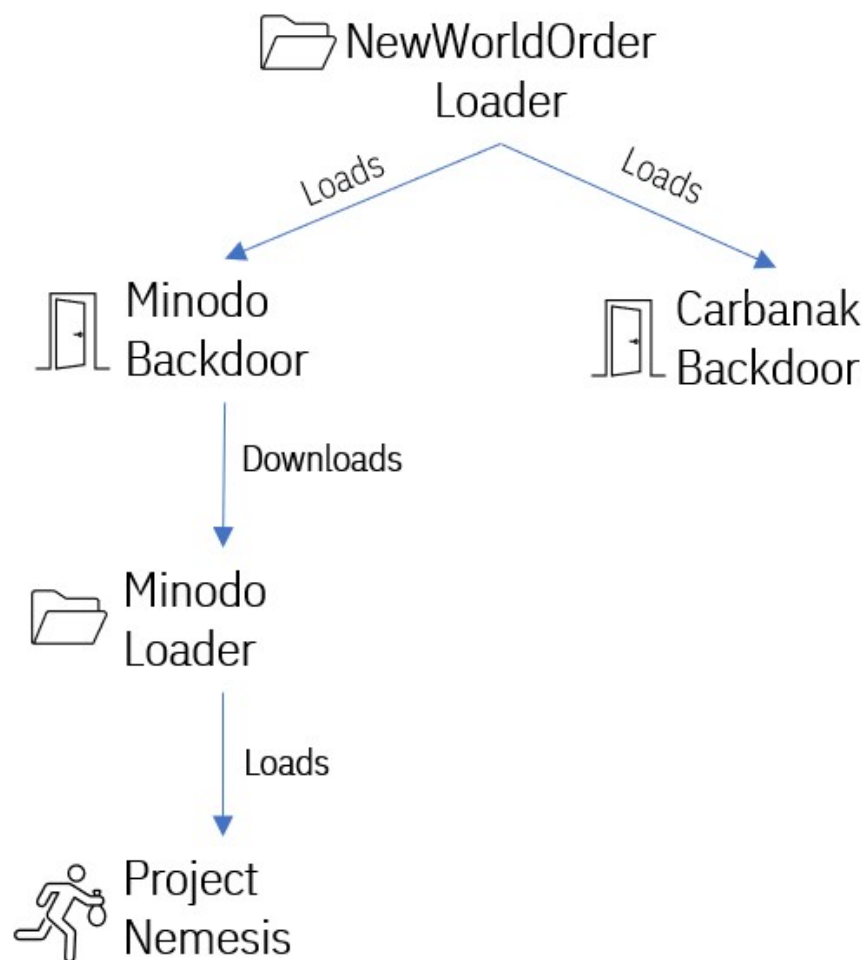 NewWorldOrder
Loader
Loads
Loads
Minodo
Backdoor
Carbanak
Backdoor
Downloads
Minodo
Loader
Loads
Project
Nemesis